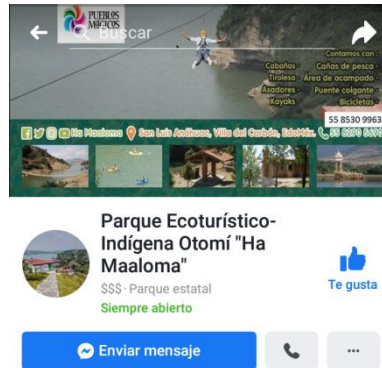 PUEBLOS
MÁGICOS
Buscar
Contamos con:
Cabañas · Cañas de pesca ·
Tirolesa · Área de acampado ·
Asadores · Puente colgante ·
Kayaks · Bicicletas ·
55 8530 9963
Ha Maaloma San Luis Anáhuac, Villa del Carbón, EdoMéx.
Parque Ecoturístico-
Indígena Otomí "Ha
Maaloma"
$$$ · Parque estatal
Siempre abierto
Te gusta
Enviar mensaje